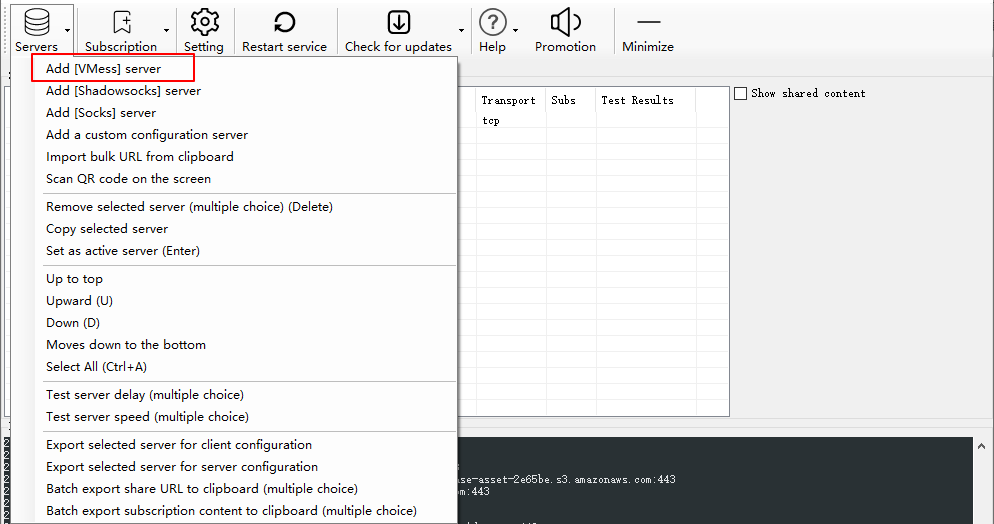 Servers Subscription Setting Restart service Check for updates Help Promotion Minimize
Add [VMess] server
Add [Shadowsocks] server
Add [Socks] server
Add a custom configuration server
Import bulk URL from clipboard
Scan QR code on the screen
Remove selected server (multiple choice) (Delete)
Copy selected server
Set as active server (Enter)
Up to top
Upward (U)
Down (D)
Moves down to the bottom
Select All (Ctrl+A)
Test server delay (multiple choice)
Test server speed (multiple choice)
Export selected server for client configuration
Export selected server for server configuration
Batch export share URL to clipboard (multiple choice)
Batch export subscription content to clipboard (multiple choice)
Transport Subs Test Results
tcp
Show shared content
se-asset-2e65be.s3.amazonaws.com:443
om:443